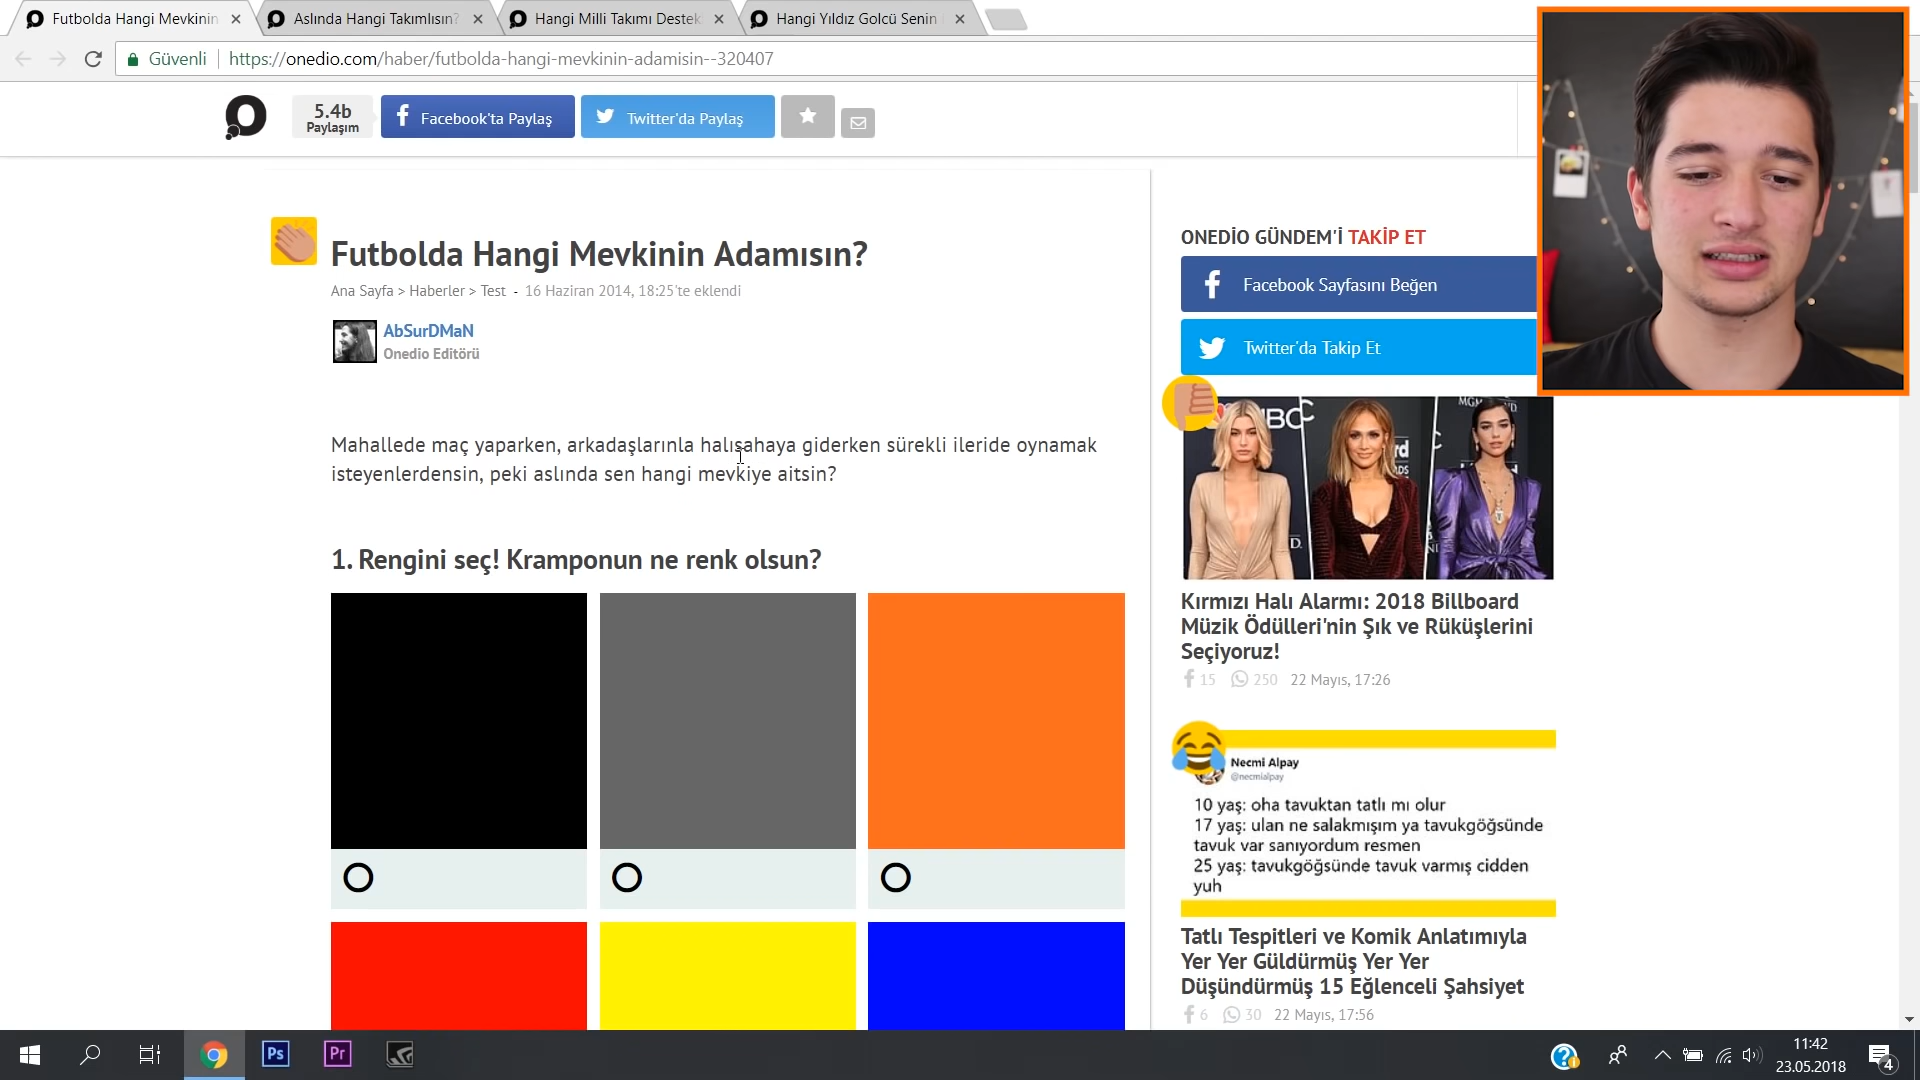 Futbolda Hangi Mevkinin
Aslında Hangi Takımlısın?
Hangi Milli Takımı Destek
Hangi Yıldız Golcü Senin
Güvenli
https://onedio.com/haber/futbolda-hangi-mevkinin-adamisin--320407
5.4b
Paylaşım
Facebook'ta Paylaş
Twitter'da Paylaş
Futbolda Hangi Mevkinin Adamısın?
Ana Sayfa > Haberler > Test - 16 Haziran 2014, 18:25'te eklendi
AbSurDMaN
Onedio Editörü
Mahallede maç yaparken, arkadaşlarınla halısahaya giderken sürekli ileride oynamak
isteyenlerdensin, peki aslında sen hangi mevkiye aitsin?
1. Rengini seç! Kramponun ne renk olsun?
ONEDİO GÜNDEM'İ TAKİP ET
Facebook Sayfasını Beğen
Twitter'da Takip Et
Kırmızı Halı Alarmı: 2018 Billboard
Müzik Ödülleri'nin Şık ve Rüküşlerini
Seçiyoruz!
15 250 22 Mayıs, 17:26
Necmi Alpay
@necmialpay
10 yaş: oha tavuktan tatlı mı olur
17 yaş: ulan ne salakmışım ya tavukgöğsünde
tavuk var sanıyordum resmen
25 yaş: tavukgöğsünde tavuk varmış cidden
yuh
Tatlı Tespitleri ve Komik Anlatımıyla
Yer Yer Güldürmüş Yer Yer
Düşündürmüş 15 Eğlenceli Şahsiyet
6 30 22 Mayıs, 17:56
Ps
Pr
11:42
23.05.2018
4